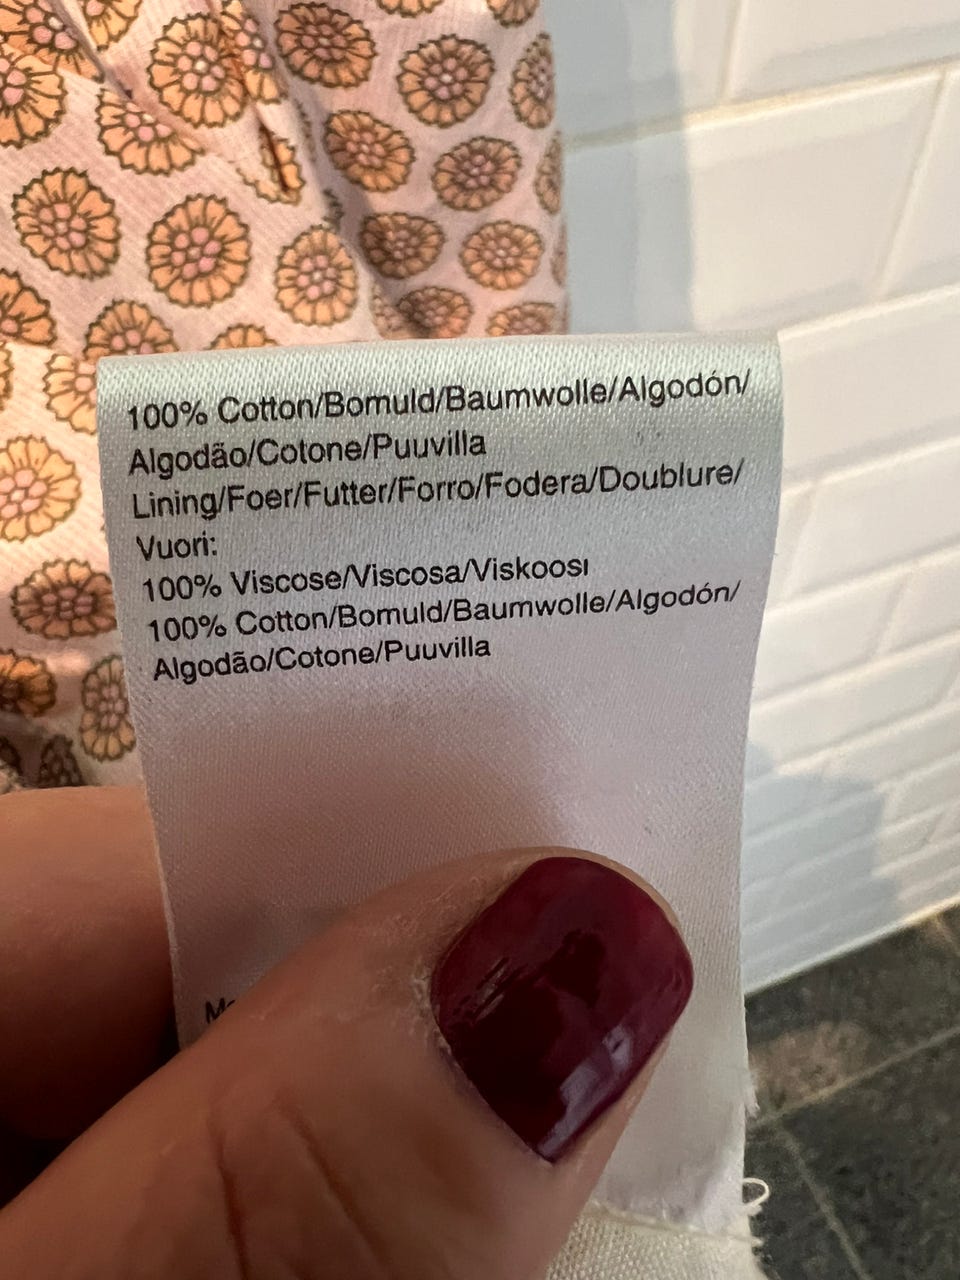 100% Cotton/Bomuld/Baumwolle/Algodón/
Algodão/Cotone/Puuvilla
Lining/Foer/Futter/Forro/Fodera/Doublure/
Vuori:
100% Viscose/Viscosa/Viskoosi
100% Cotton/Bomuld/Baumwolle/Algodón/
Algodão/Cotone/Puuvilla